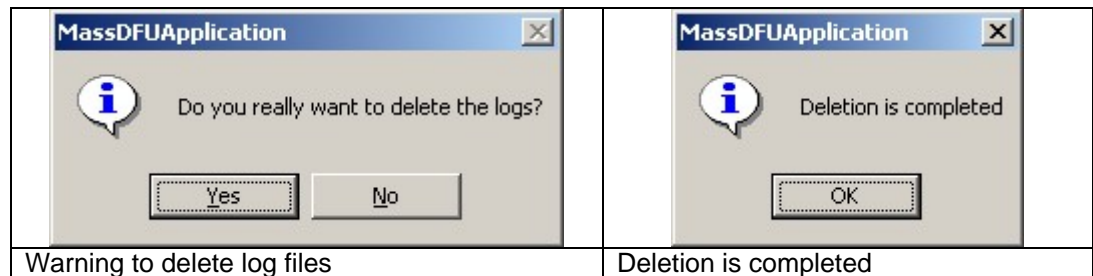 MassDFUApplication
Do you really want to delete the logs?
Yes
No
Warning to delete log files
MassDFUApplication
Deletion is completed
OK
Deletion is completed